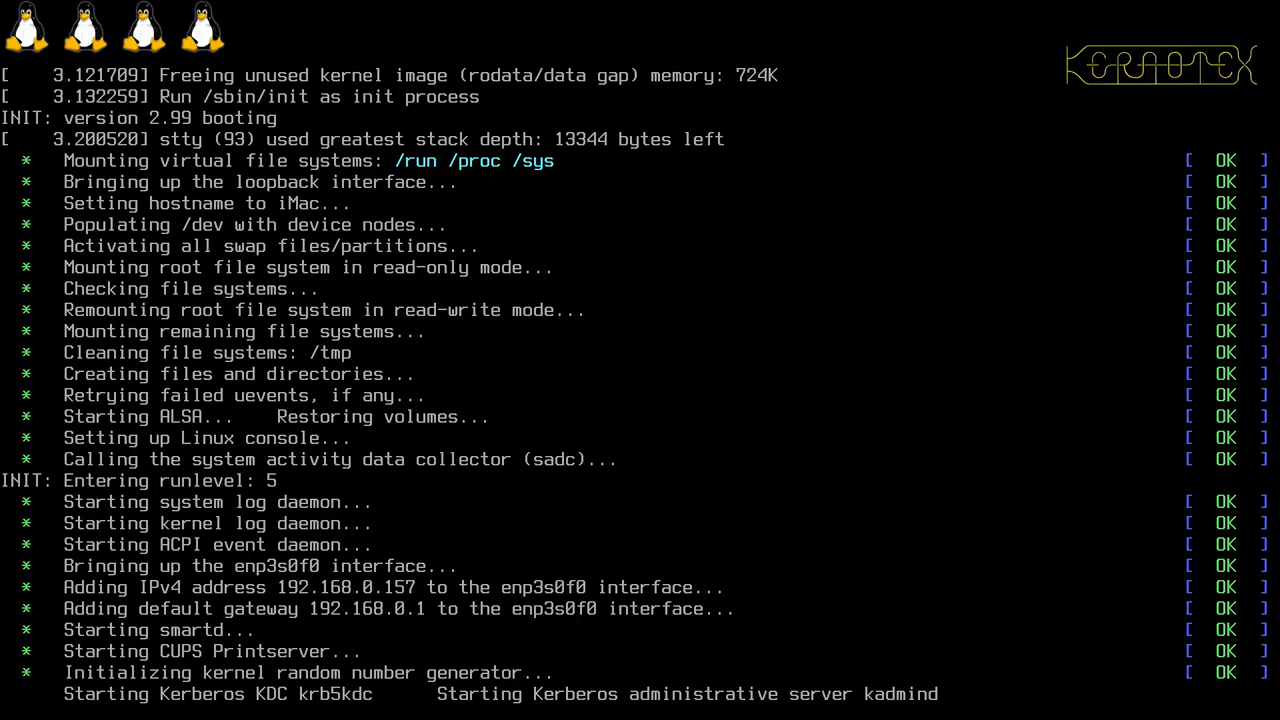 KERNOTEX
[    3.121709] Freeing unused kernel image (rodata/data gap) memory: 724K
[    3.132259] Run /sbin/init as init process
INIT: version 2.99 booting
[    3.200520] stty (93) used greatest stack depth: 13344 bytes left
* Mounting virtual file systems: /run /proc /sys [ OK ]
* Bringing up the loopback interface... [ OK ]
* Setting hostname to iMac... [ OK ]
* Populating /dev with device nodes... [ OK ]
* Activating all swap files/partitions... [ OK ]
* Mounting root file system in read-only mode... [ OK ]
* Checking file systems... [ OK ]
* Remounting root file system in read-write mode... [ OK ]
* Mounting remaining file systems... [ OK ]
* Cleaning file systems: /tmp [ OK ]
* Creating files and directories... [ OK ]
* Retrying failed uevents, if any... [ OK ]
* Starting ALSA...    Restoring volumes... [ OK ]
* Setting up Linux console... [ OK ]
* Calling the system activity data collector (sadc)... [ OK ]
INIT: Entering runlevel: 5
* Starting system log daemon... [ OK ]
* Starting kernel log daemon... [ OK ]
* Starting ACPI event daemon... [ OK ]
* Bringing up the enp3s0f0 interface... [ OK ]
* Adding IPv4 address 192.168.0.157 to the enp3s0f0 interface... [ OK ]
* Adding default gateway 192.168.0.1 to the enp3s0f0 interface... [ OK ]
* Starting smartd... [ OK ]
* Starting CUPS Printserver... [ OK ]
* Initializing kernel random number generator... [ OK ]
Starting Kerberos KDC krb5kdc      Starting Kerberos administrative server kadmind